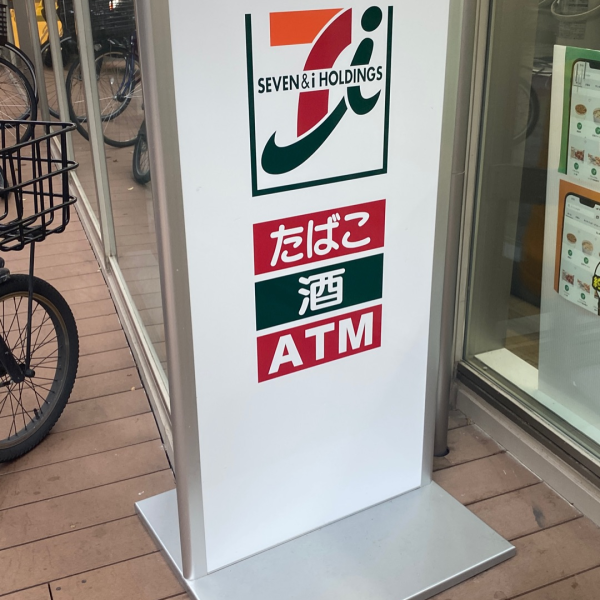 SEVEN & i HOLDINGS
たばこ
酒
ATM